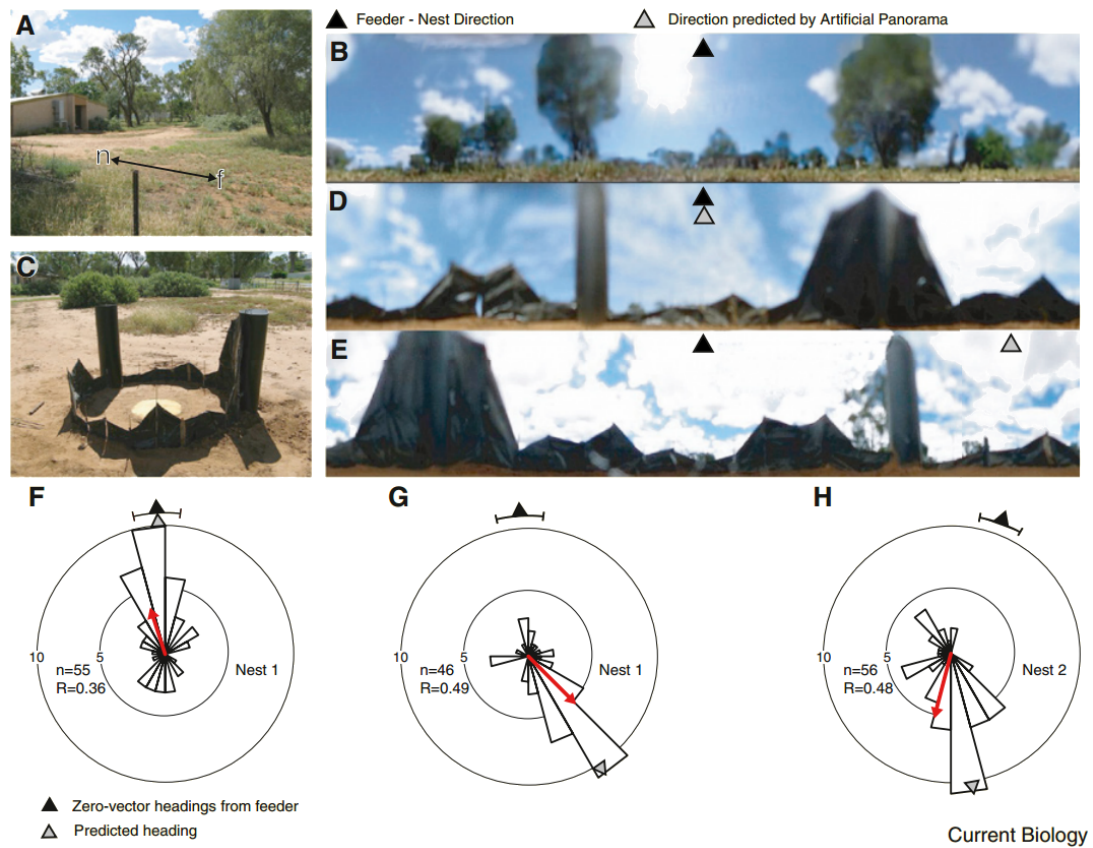 A
Feeder - Nest Direction
Direction predicted by Artificial Panorama
B
n
f
D
C
E
F
G
H
10
5
n=55
R=0.36
Nest 1
10
5
n=46
R=0.49
Nest 1
10
5
n=56
R=0.48
Nest 2
Zero-vector headings from feeder
Predicted heading
Current Biology